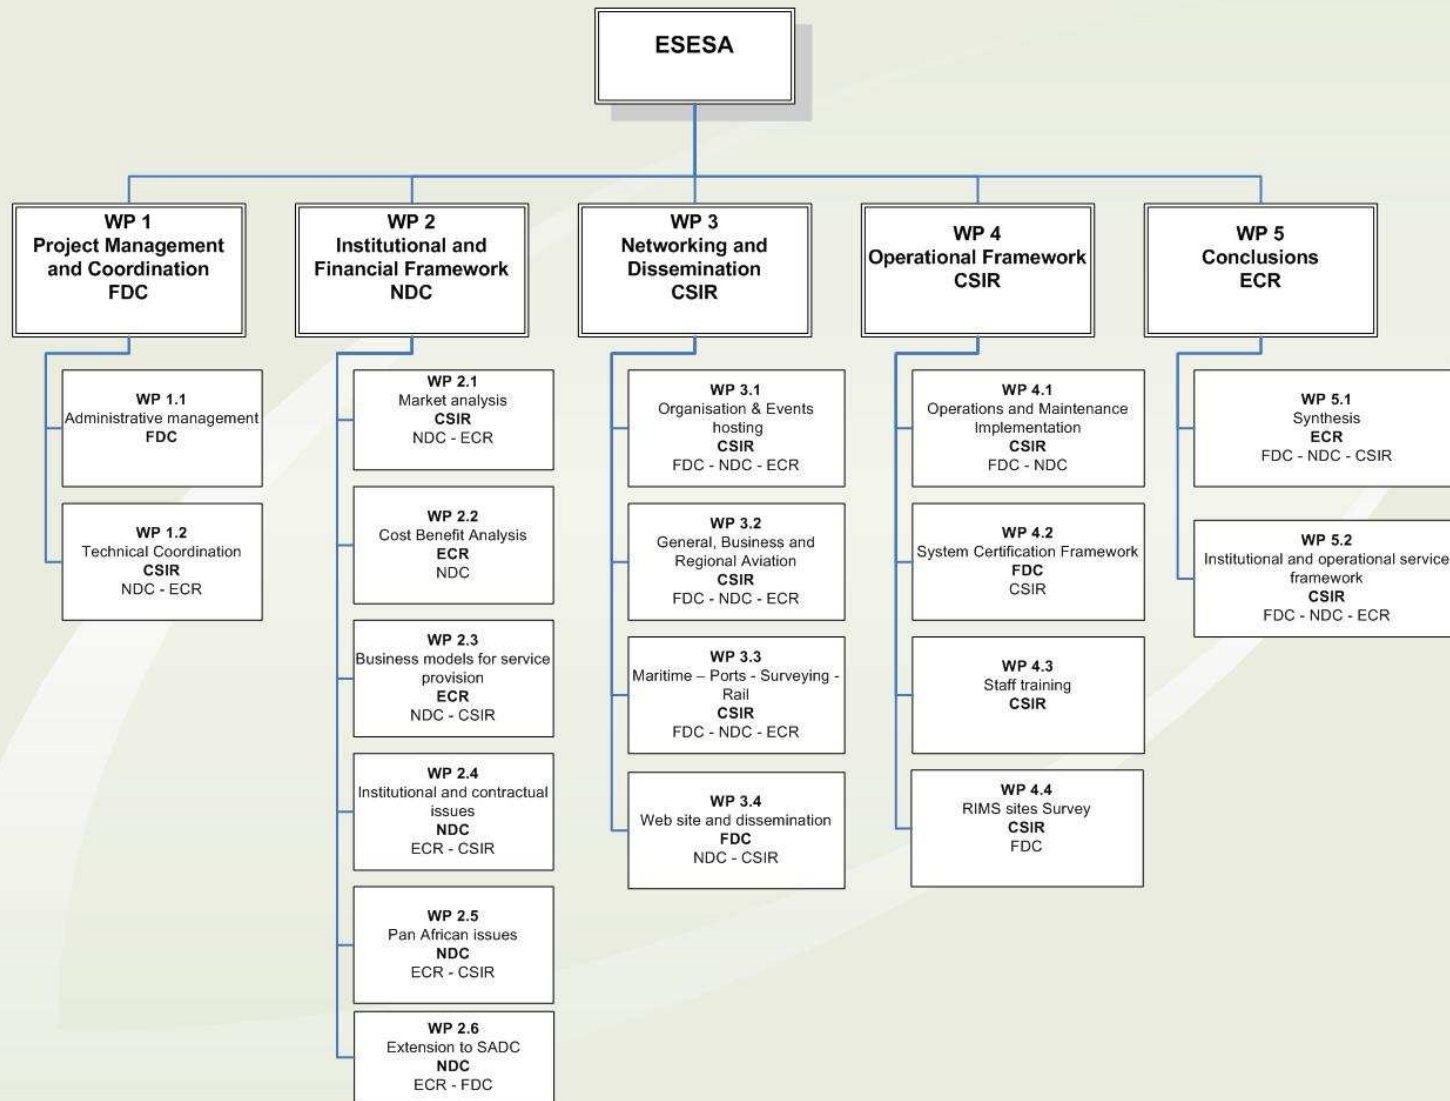 ESESA
WP 1
Project Management
and Coordination
FDC
WP 2
Institutional and
Financial Framework
NDC
WP 3
Networking and
Dissemination
CSIR
WP 4
Operational Framework
CSIR
WP 5
Conclusions
ECR
WP 1.1
Administrative management
FDC
WP 1.2
Technical Coordination
CSIR
NDC - ECR
WP 2.1
Market analysis
CSIR
NDC - ECR
WP 2.2
Cost Benefit Analysis
ECR
NDC
WP 2.3
Business models for service
provision
ECR
NDC - CSIR
WP 2.4
Institutional and contractual
issues
NDC
ECR - CSIR
WP 2.5
Pan African issues
NDC
ECR - CSIR
WP 2.6
Extension to SADC
NDC
ECR - FDC
WP 3.1
Organisation & Events
hosting
CSIR
FDC - NDC - ECR
WP 3.2
General, Business and
Regional Aviation
CSIR
FDC - NDC - ECR
WP 3.3
Maritime – Ports - Surveying -
Rail
CSIR
FDC - NDC - ECR
WP 3.4
Web site and dissemination
FDC
NDC - CSIR
WP 4.1
Operations and Maintenance
Implementation
CSIR
FDC - NDC
WP 4.2
System Certification Framework
FDC
CSIR
WP 4.3
Staff training
CSIR
WP 4.4
RIMS sites Survey
CSIR
FDC
WP 5.1
Synthesis
ECR
FDC - NDC - CSIR
WP 5.2
Institutional and operational service
framework
CSIR
FDC - NDC - ECR